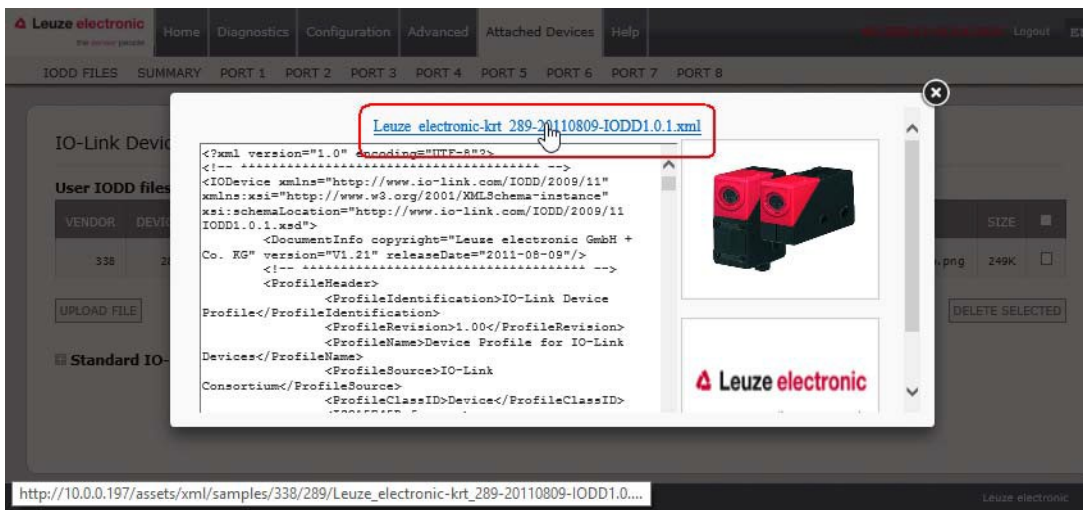 Leuze electronic
the sensor people
Home Diagnostics Configuration Advanced Attached Devices Help
Logout
IODD FILES SUMMARY PORT 1 PORT 2 PORT 3 PORT 4 PORT 5 PORT 6 PORT 7 PORT 8
Leuze_electronic-krt_289-20110809-IODD1.0.1.xml
IO-Link Devic
User IODD files
VENDOR DEVIC SIZE
338 28 .png 249K
UPLOAD FILE DELETE SELECTED
Standard IO-
<?xml version="1.0" encoding="UTF-8"?>
<!-- ************************************** -->
<IODevice xmlns="http://www.io-link.com/IODD/2009/11"
xmlns:xsi="http://www.w3.org/2001/XMLSchema-instance"
xsi:schemaLocation="http://www.io-link.com/IODD/2009/11
IODD1.0.1.xsd">
<DocumentInfo copyright="Leuze electronic GmbH +
Co. KG" version="V1.21" releaseDate="2011-08-09"/>
<!-- ************************************ -->
<ProfileHeader>
<ProfileIdentification>IO-Link Device
Profile</ProfileIdentification>
<ProfileRevision>1.00</ProfileRevision>
<ProfileName>Device Profile for IO-Link
Devices</ProfileName>
<ProfileSource>IO-Link
Consortium</ProfileSource>
<ProfileClassID>Device</ProfileClassID>
Leuze electronic
http://10.0.0.197/assets/xml/samples/338/289/Leuze_electronic-krt_289-20110809-IODD1.0....
Leuze electronic